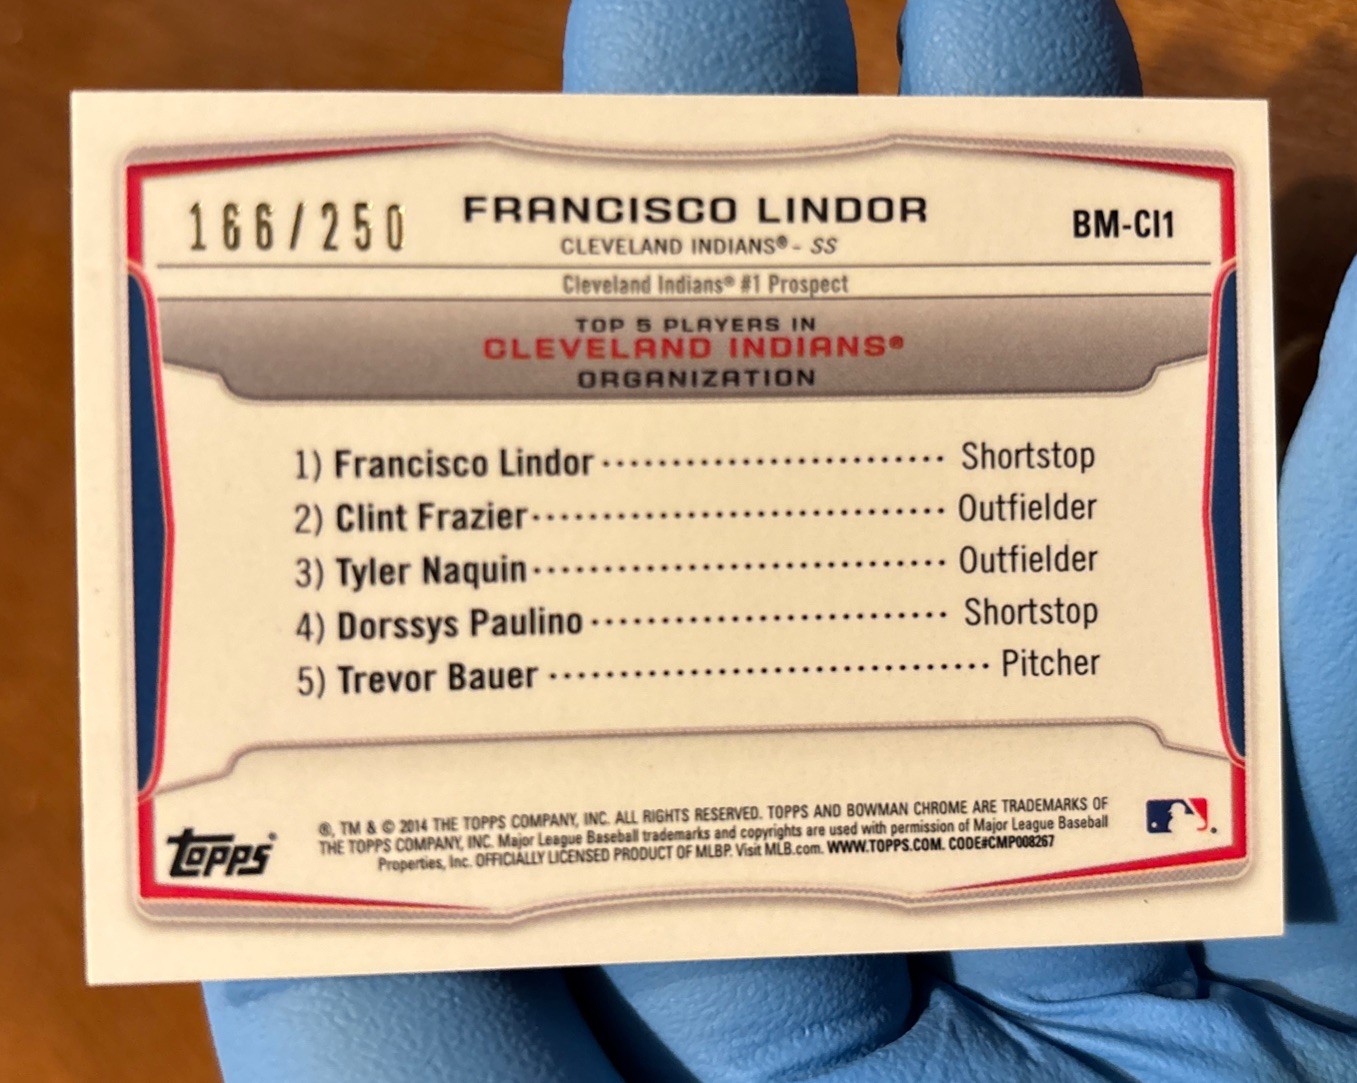 166/250
FRANCISCO LINDOR
BM-CI1
CLEVELAND INDIANS® - SS
Cleveland Indians® #1 Prospect
TOP 5 PLAYERS IN
CLEVELAND INDIANS®
ORGANIZATION
1) Francisco Lindor Shortstop
2) Clint Frazier Outfielder
3) Tyler Naquin Outfielder
4) Dorssys Paulino Shortstop
5) Trevor Bauer Pitcher
topps®
®, TM & © 2014 THE TOPPS COMPANY, INC. ALL RIGHTS RESERVED. TOPPS AND BOWMAN CHROME ARE TRADEMARKS OF
THE TOPPS COMPANY, INC. Major League Baseball trademarks and copyrights are used with permission of Major League Baseball
Properties, Inc. OFFICIALLY LICENSED PRODUCT OF MLBP. Visit MLB.com. WWW.TOPPS.COM. CODE#CMP008267